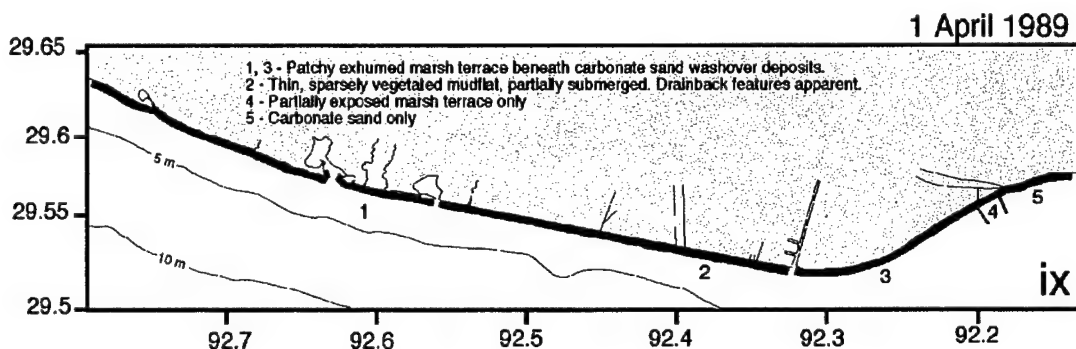 1 April 1989
29.65
1, 3 - Patchy exhumed marsh terrace beneath carbonate sand washover deposits.
2 - Thin, sparsely vegetated mudflat, partially submerged. Drainback features apparent.
4 - Partially exposed marsh terrace only
5 - Carbonate sand only
29.6
5 m
29.55
1
5
4
10 m
2
3
ix
29.5
92.7
92.6
92.5
92.4
92.3
92.2